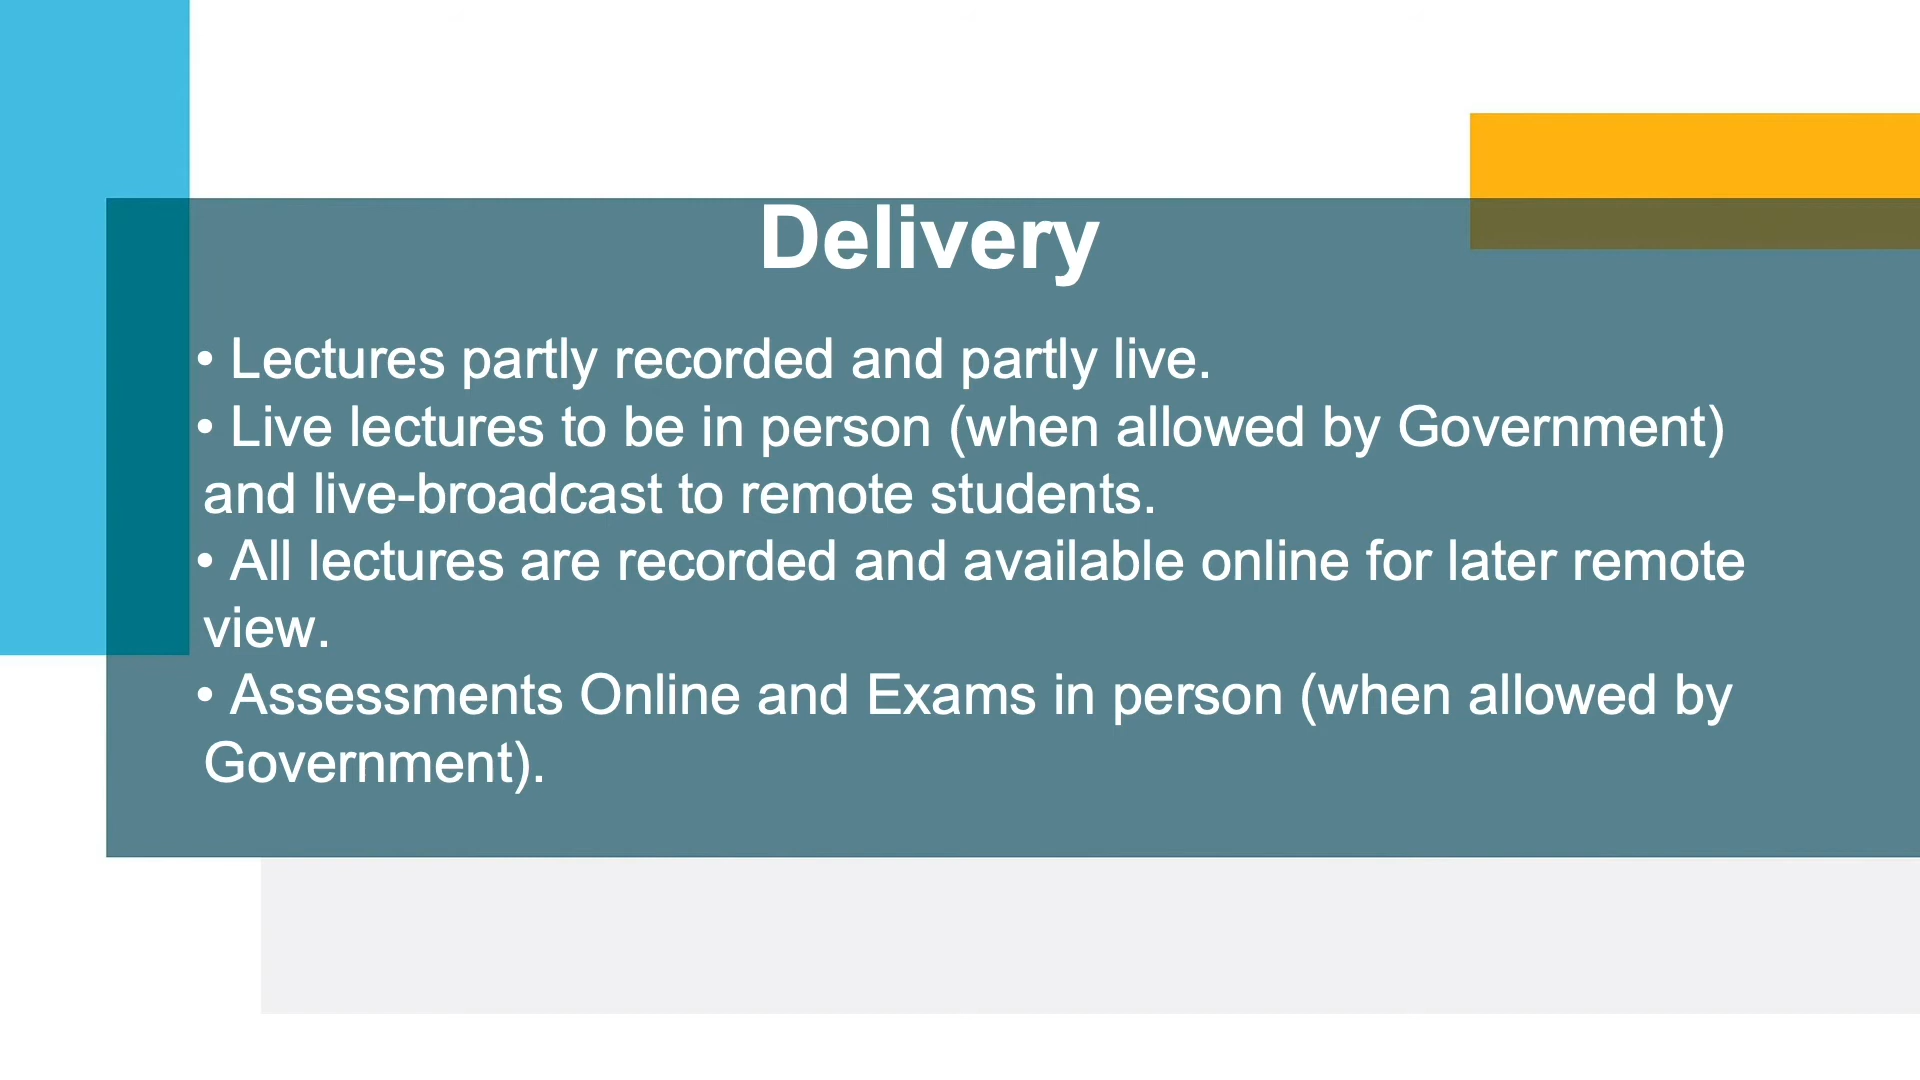 Delivery
• Lectures partly recorded and partly live.
• Live lectures to be in person (when allowed by Government)
and live-broadcast to remote students.
• All lectures are recorded and available online for later remote
view.
• Assessments Online and Exams in person (when allowed by
Government).